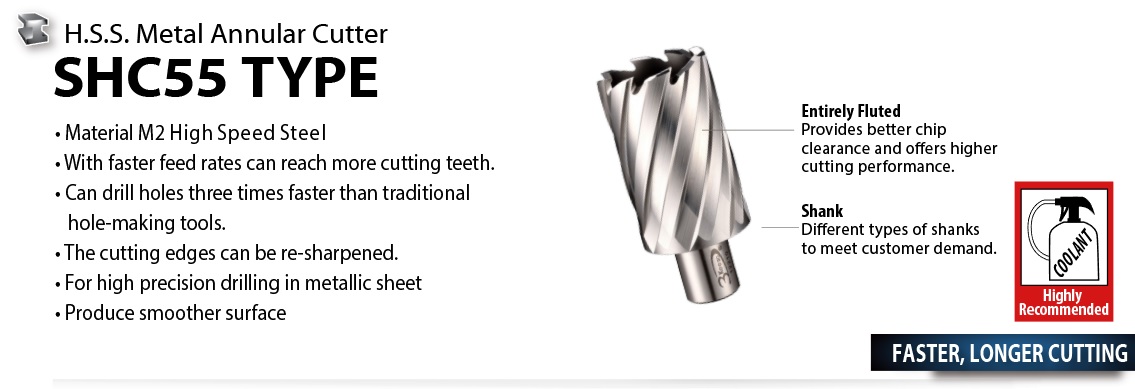 H.S.S. Metal Annular Cutter
SHC55 TYPE
• Material M2 High Speed Steel
• With faster feed rates can reach more cutting teeth.
• Can drill holes three times faster than traditional
hole-making tools.
• The cutting edges can be re-sharpened.
• For high precision drilling in metallic sheet
• Produce smoother surface
Entirely Fluted
Provides better chip
clearance and offers higher
cutting performance.
Shank
Different types of shanks
to meet customer demand.
COOLANT
Highly
Recommended
FASTER, LONGER CUTTING